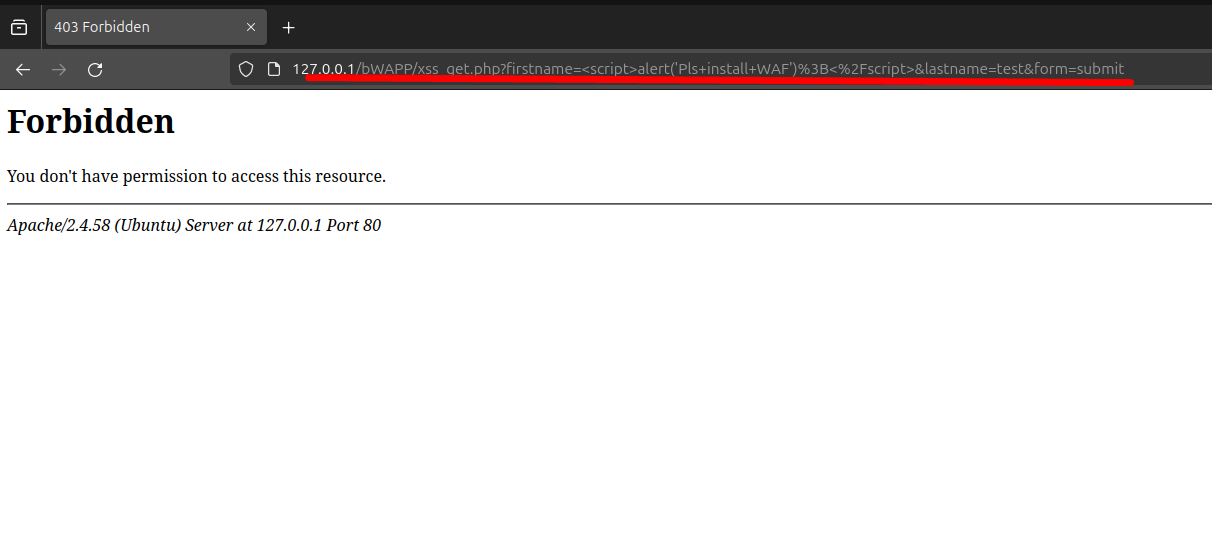 403 Forbidden
127.0.0.1/bWAPP/xss_get.php?firstname=<script>alert('Pls+install+WAF')%3B<%2Fscript>&lastname=test&form=submit
Forbidden
You don't have permission to access this resource.
Apache/2.4.58 (Ubuntu) Server at 127.0.0.1 Port 80